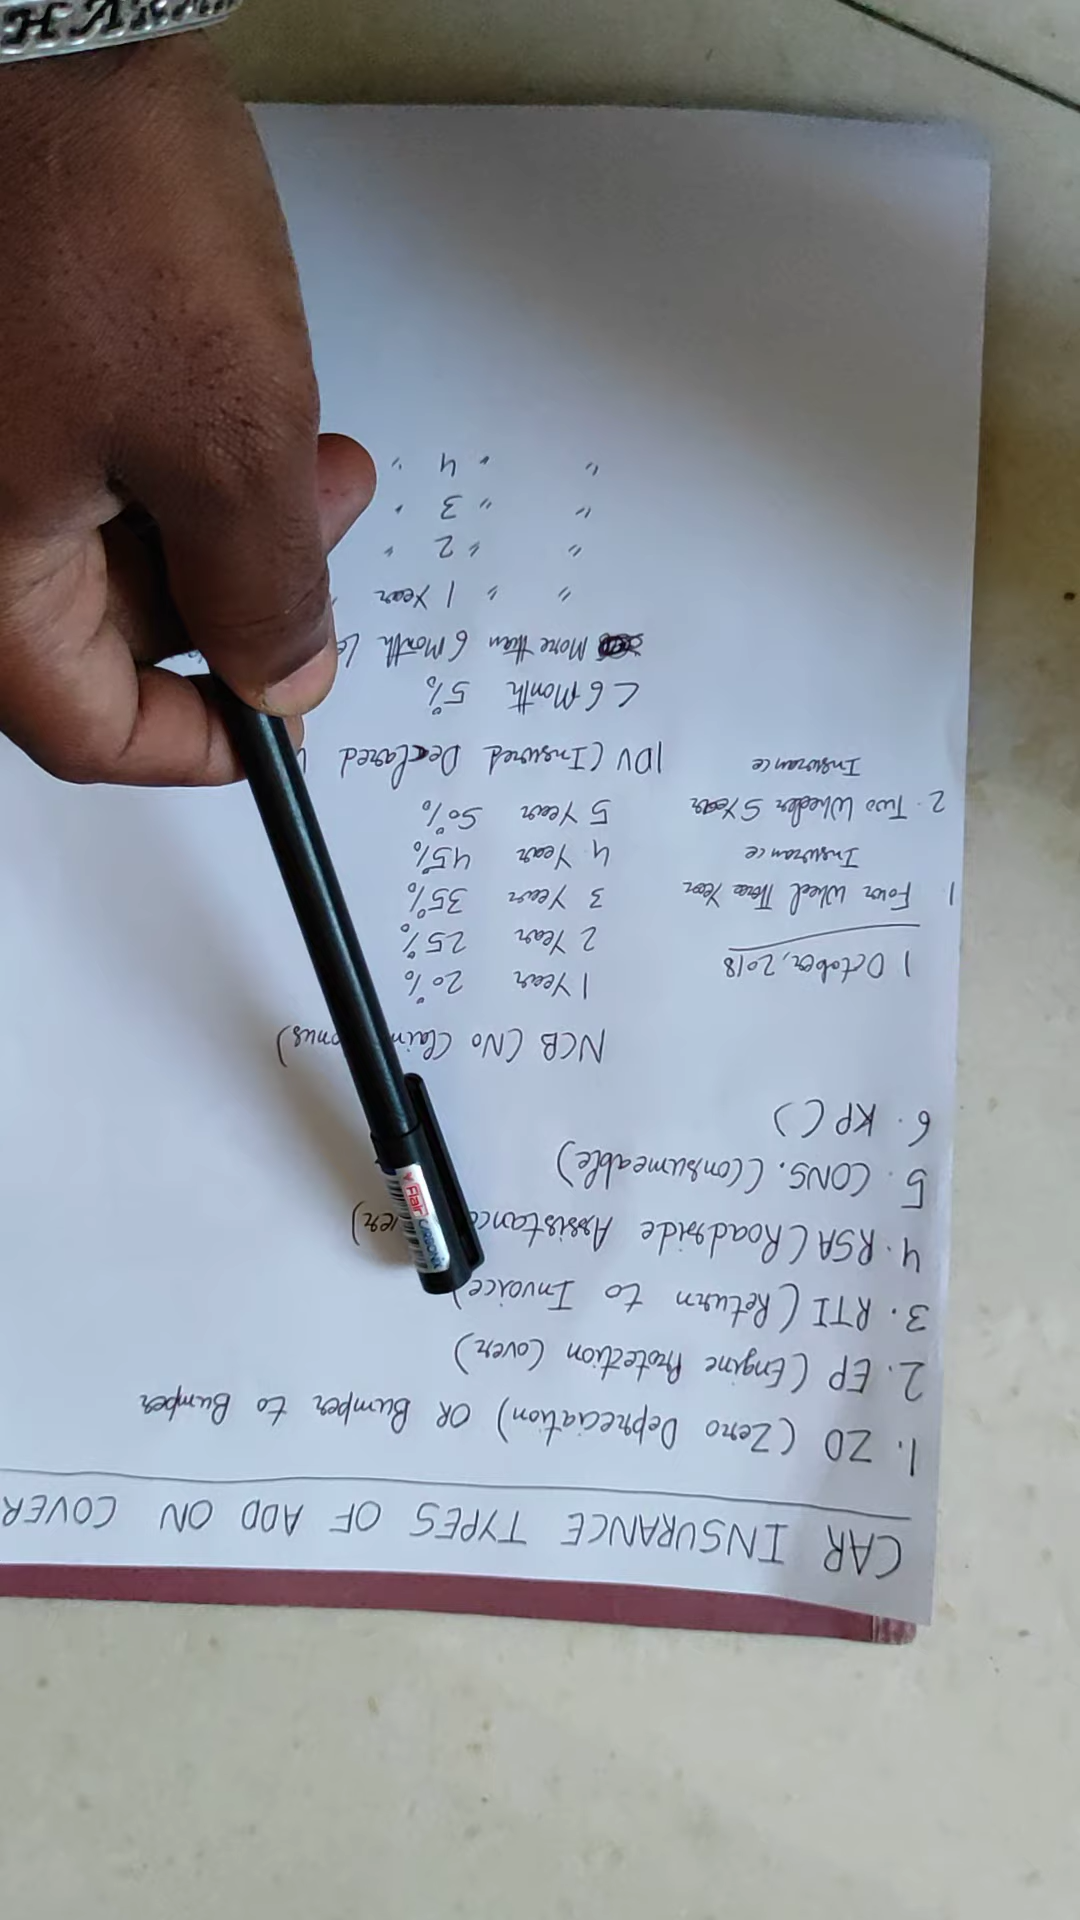 CAR INSURANCE TYPES OF ADD ON COVER
1. ZD (Zero Depreciation) OR Bumper to Bumper
2. EP (Engine Protection Cover)
3. RTI (Return to Invoice)
4. RSA (Roadside Assistance
5. CONS. (Consumeable)
6. KP ( )
NCB (No Claim
1 Year 20%
2 Year 25%
3 Year 35%
4 Year 45%
5 Year 50%
1 October, 2018
1 Four Wheel Three Year
Insurance
2. Two Wheeler 5 Year
Insurance
IDV (Insured Declared
< 6 Month 5%
More than 6 Month
" " 1 Year "
" " 2 "
" " 3 "
" " 4 "
Flair CARBONIX